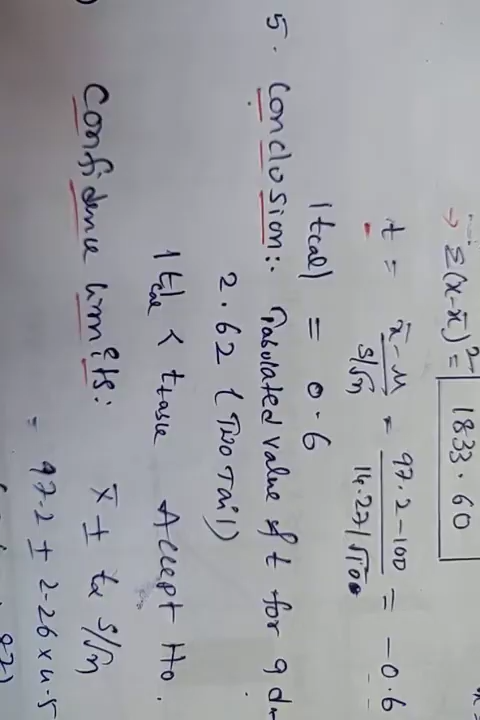 → Σ(x-x̄)² = 1833.60
t = x̄ - μ / S/√n = 97.2 - 100 / 14.27/√10 = -0.6
|tcal| = 0.6
5. Conclusion:- Tabulated value of t for 9 d
2.62 (Two Tail)
|t|cal < ttable Accept Ho.
Confidence limits: x̄ ± tα S/√n
= 97.2 ± 2.26 x 4.5